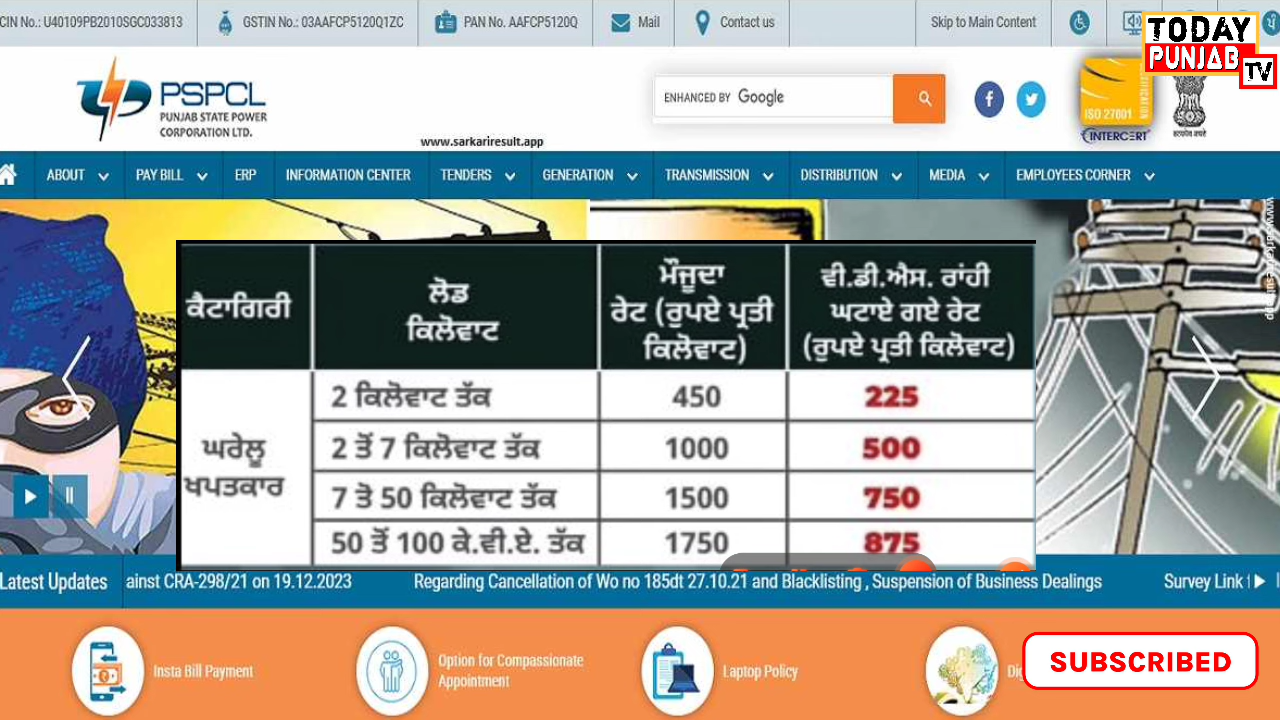 CIN No.: U40109PB2010SGC033813
GSTIN No.: 03AAFCP5120Q1ZC
PAN No. AAFCP5120Q
Mail
Contact us
Skip to Main Content
TODAY
PUNJAB
TV
PSPCL
PUNJAB STATE POWER
CORPORATION LTD.
www.sarkariresult.app
ENHANCED BY Google
ISO 27001
INTERCERT
ABOUT
PAY BILL
ERP
INFORMATION CENTER
TENDERS
GENERATION
TRANSMISSION
DISTRIBUTION
MEDIA
EMPLOYEES CORNER
ਕੈਟਾਗਿਰੀ
ਲੋਡ
ਕਿਲੋਵਾਟ
ਮੌਜੂਦਾ
ਰੇਟ (ਰੁਪਏ ਪ੍ਰਤੀ
ਕਿਲੋਵਾਟ)
ਵੀ.ਡੀ.ਐਸ. ਰਾਂਹੀ
ਘਟਾਏ ਗਏ ਰੇਟ
(ਰੁਪਏ ਪ੍ਰਤੀ ਕਿਲੋਵਾਟ)
ਘਰੇਲੂ
ਖਪਤਕਾਰ
2 ਕਿਲੋਵਾਟ ਤੱਕ
450
225
2 ਤੋਂ 7 ਕਿਲੋਵਾਟ ਤੱਕ
1000
500
7 ਤੋ 50 ਕਿਲੋਵਾਟ ਤੱਕ
1500
750
50 ਤੋਂ 100 ਕੇ.ਵੀ.ਏ. ਤੱਕ
1750
875
Latest Updates
ainst CRA-298/21 on 19.12.2023
Regarding Cancellation of Wo no 185dt 27.10.21 and Blacklisting , Suspension of Business Dealings
Survey Link
Insta Bill Payment
Option for Compassionate
Appointment
Laptop Policy
SUBSCRIBED